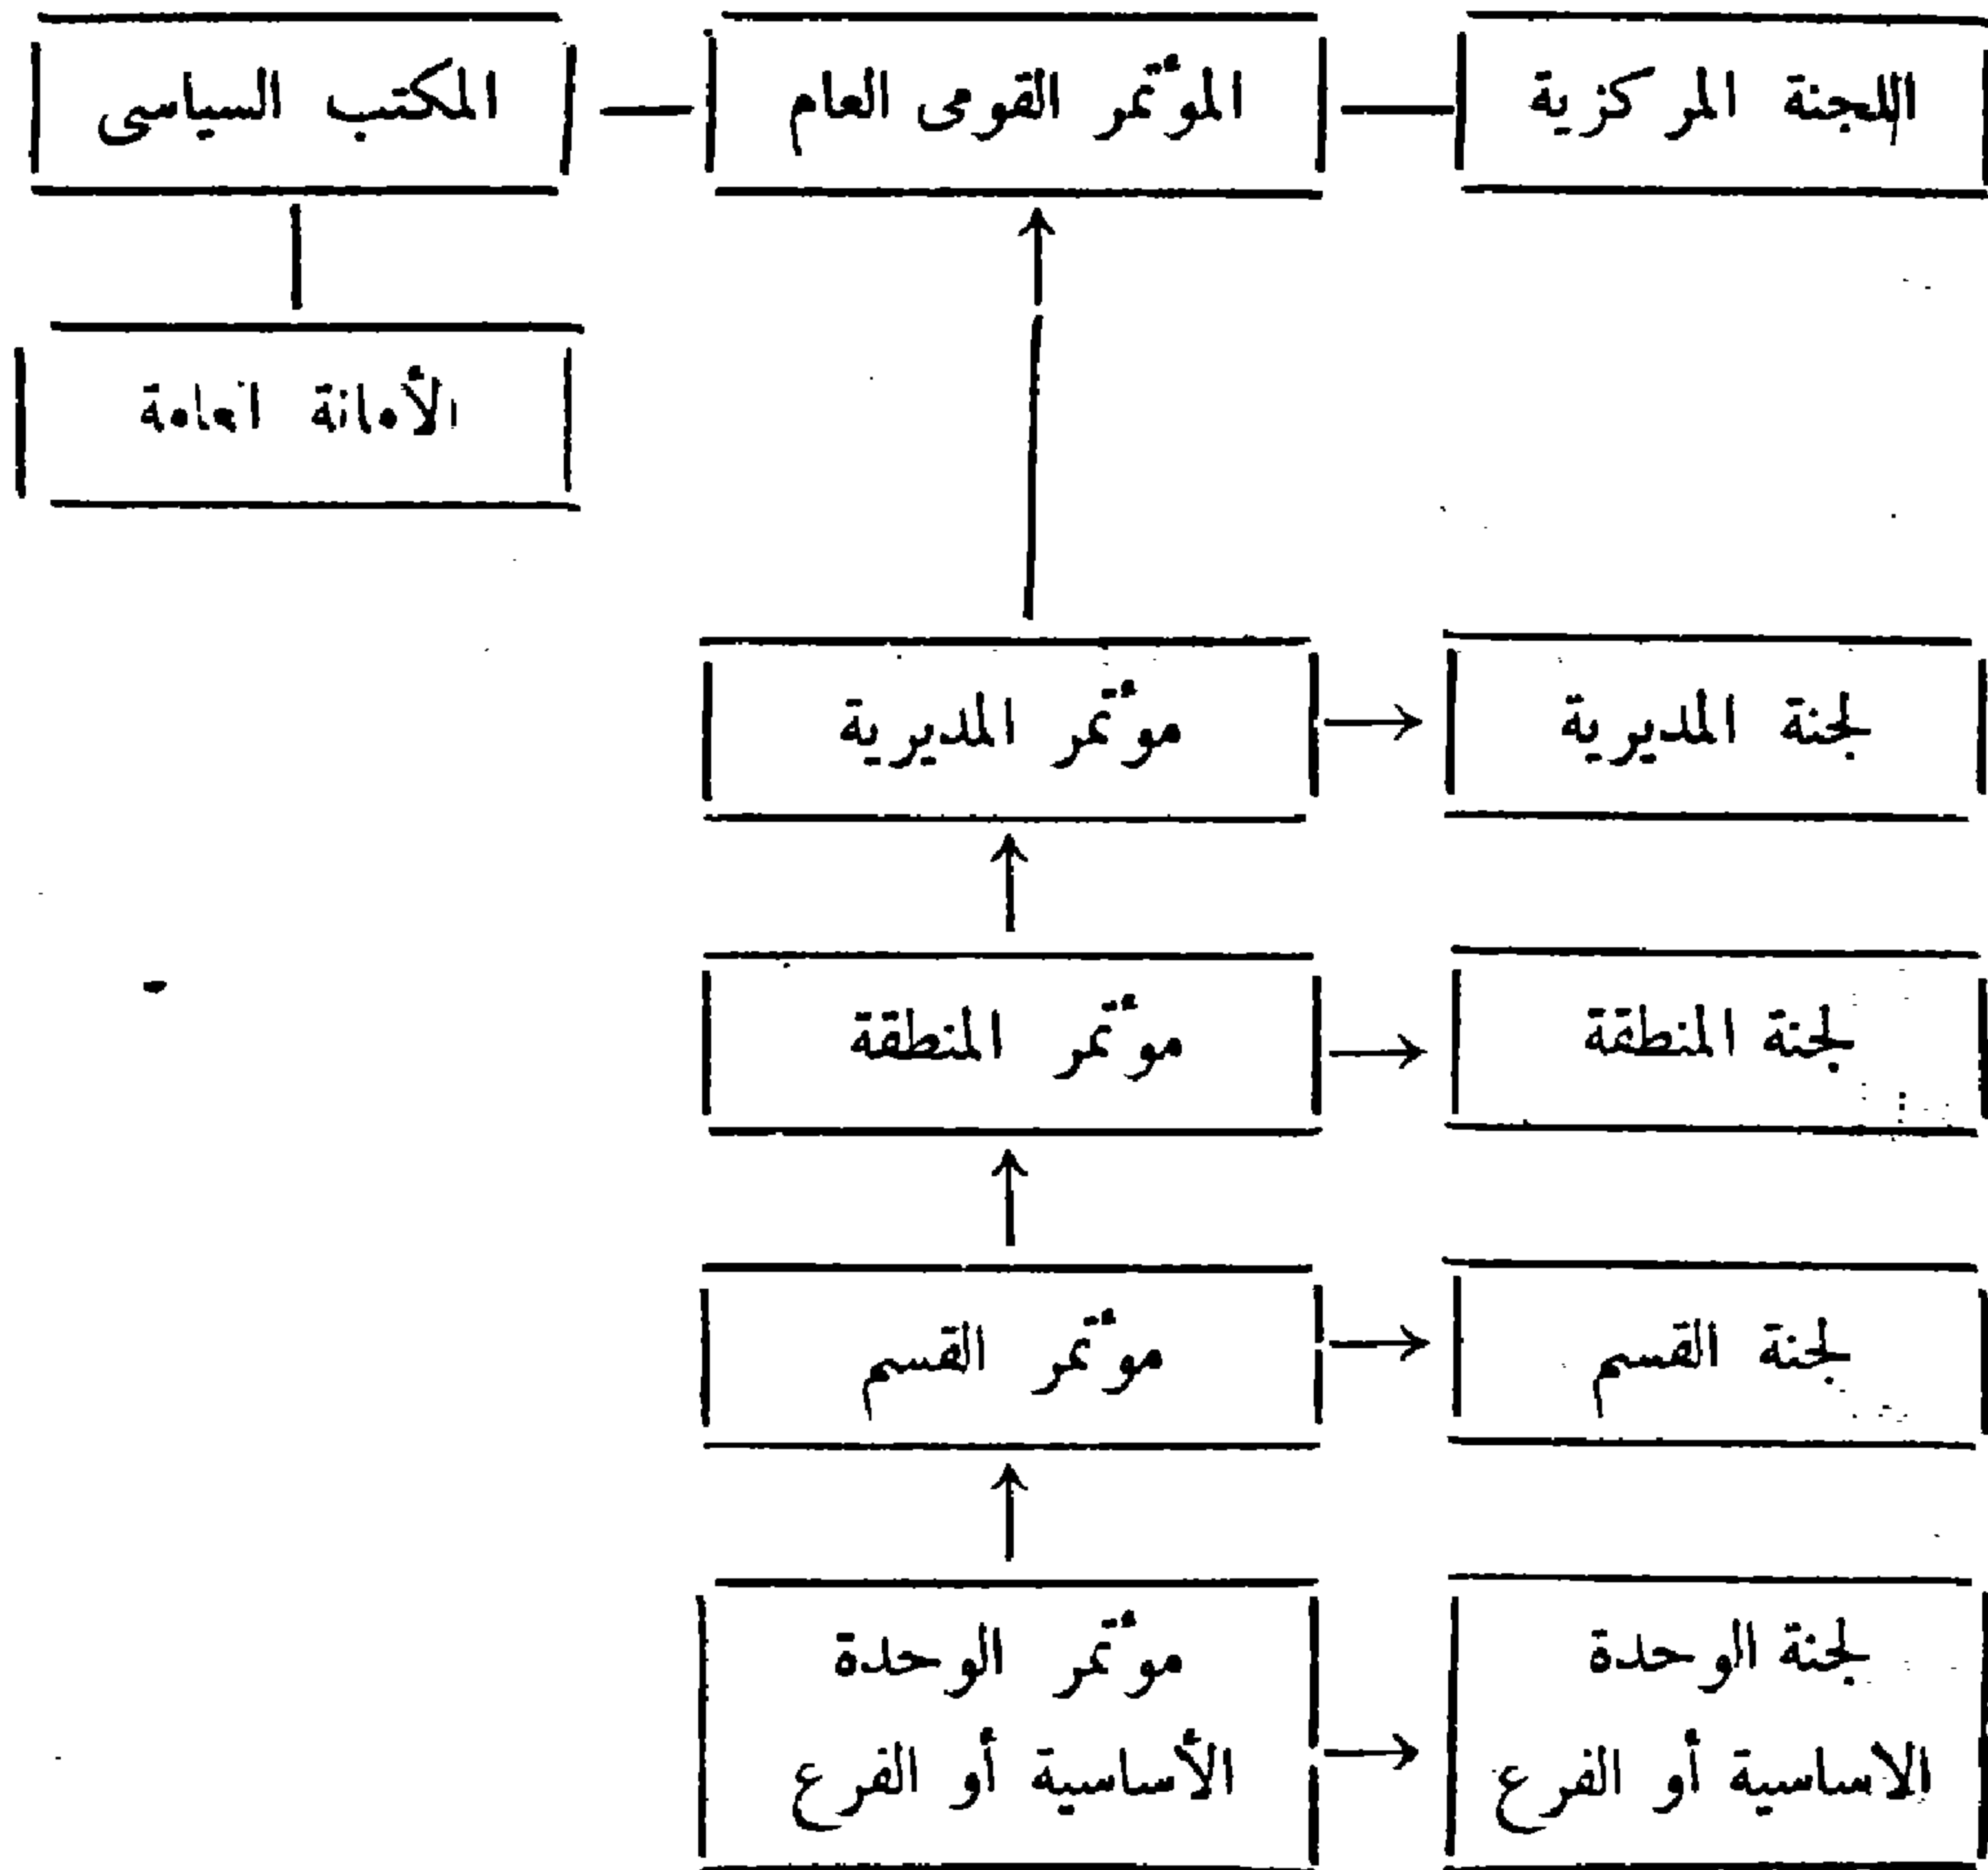 اللجنة المركزية
المؤتمر القومى العام
المكتب السياسى
الأمانة العامة
لجنة المديرية
مؤتمر المديرية
لجنة المنطقة
مؤتمر المنطقة
لجنة القسم
مؤتمر القسم
لجنة الوحدة
الاساسية أو الفرع
مؤتمر الوحدة
الأساسية أو الفرع